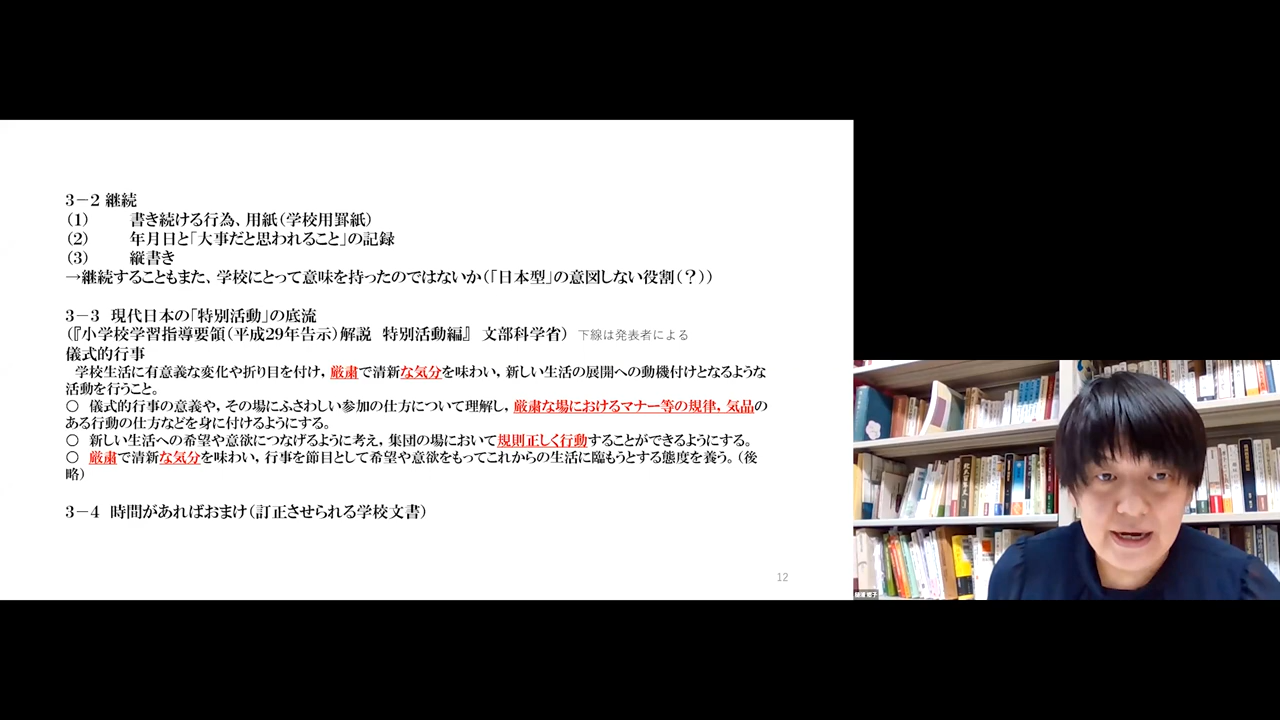 3－2 継続
（1）　　書き続ける行為、用紙（学校用罫紙）
（2）　　年月日と「大事だと思われること」の記録
（3）　　縦書き
→継続することもまた、学校にとって意味を持ったのではないか（「日本型」の意図しない役割（？））
3－3　現代日本の「特別活動」の底流
（『小学校学習指導要領（平成29年告示）解説　特別活動編』　文部科学省）　下線は発表者による
儀式的行事
学校生活に有意義な変化や折り目を付け，厳粛で清新な気分を味わい，新しい生活の展開への動機付けとなるような
活動を行うこと。
○　儀式的行事の意義や，その場にふさわしい参加の仕方について理解し，厳粛な場におけるマナー等の規律，気品の
ある行動の仕方などを身に付けるようにする。
○　新しい生活への希望や意欲につなげるように考え，集団の場において規則正しく行動することができるようにする。
○　厳粛で清新な気分を味わい，行事を節目として希望や意欲をもってこれからの生活に臨もうとする態度を養う。（後
略）
3－4　時間があればおまけ（訂正させられる学校文書）
12